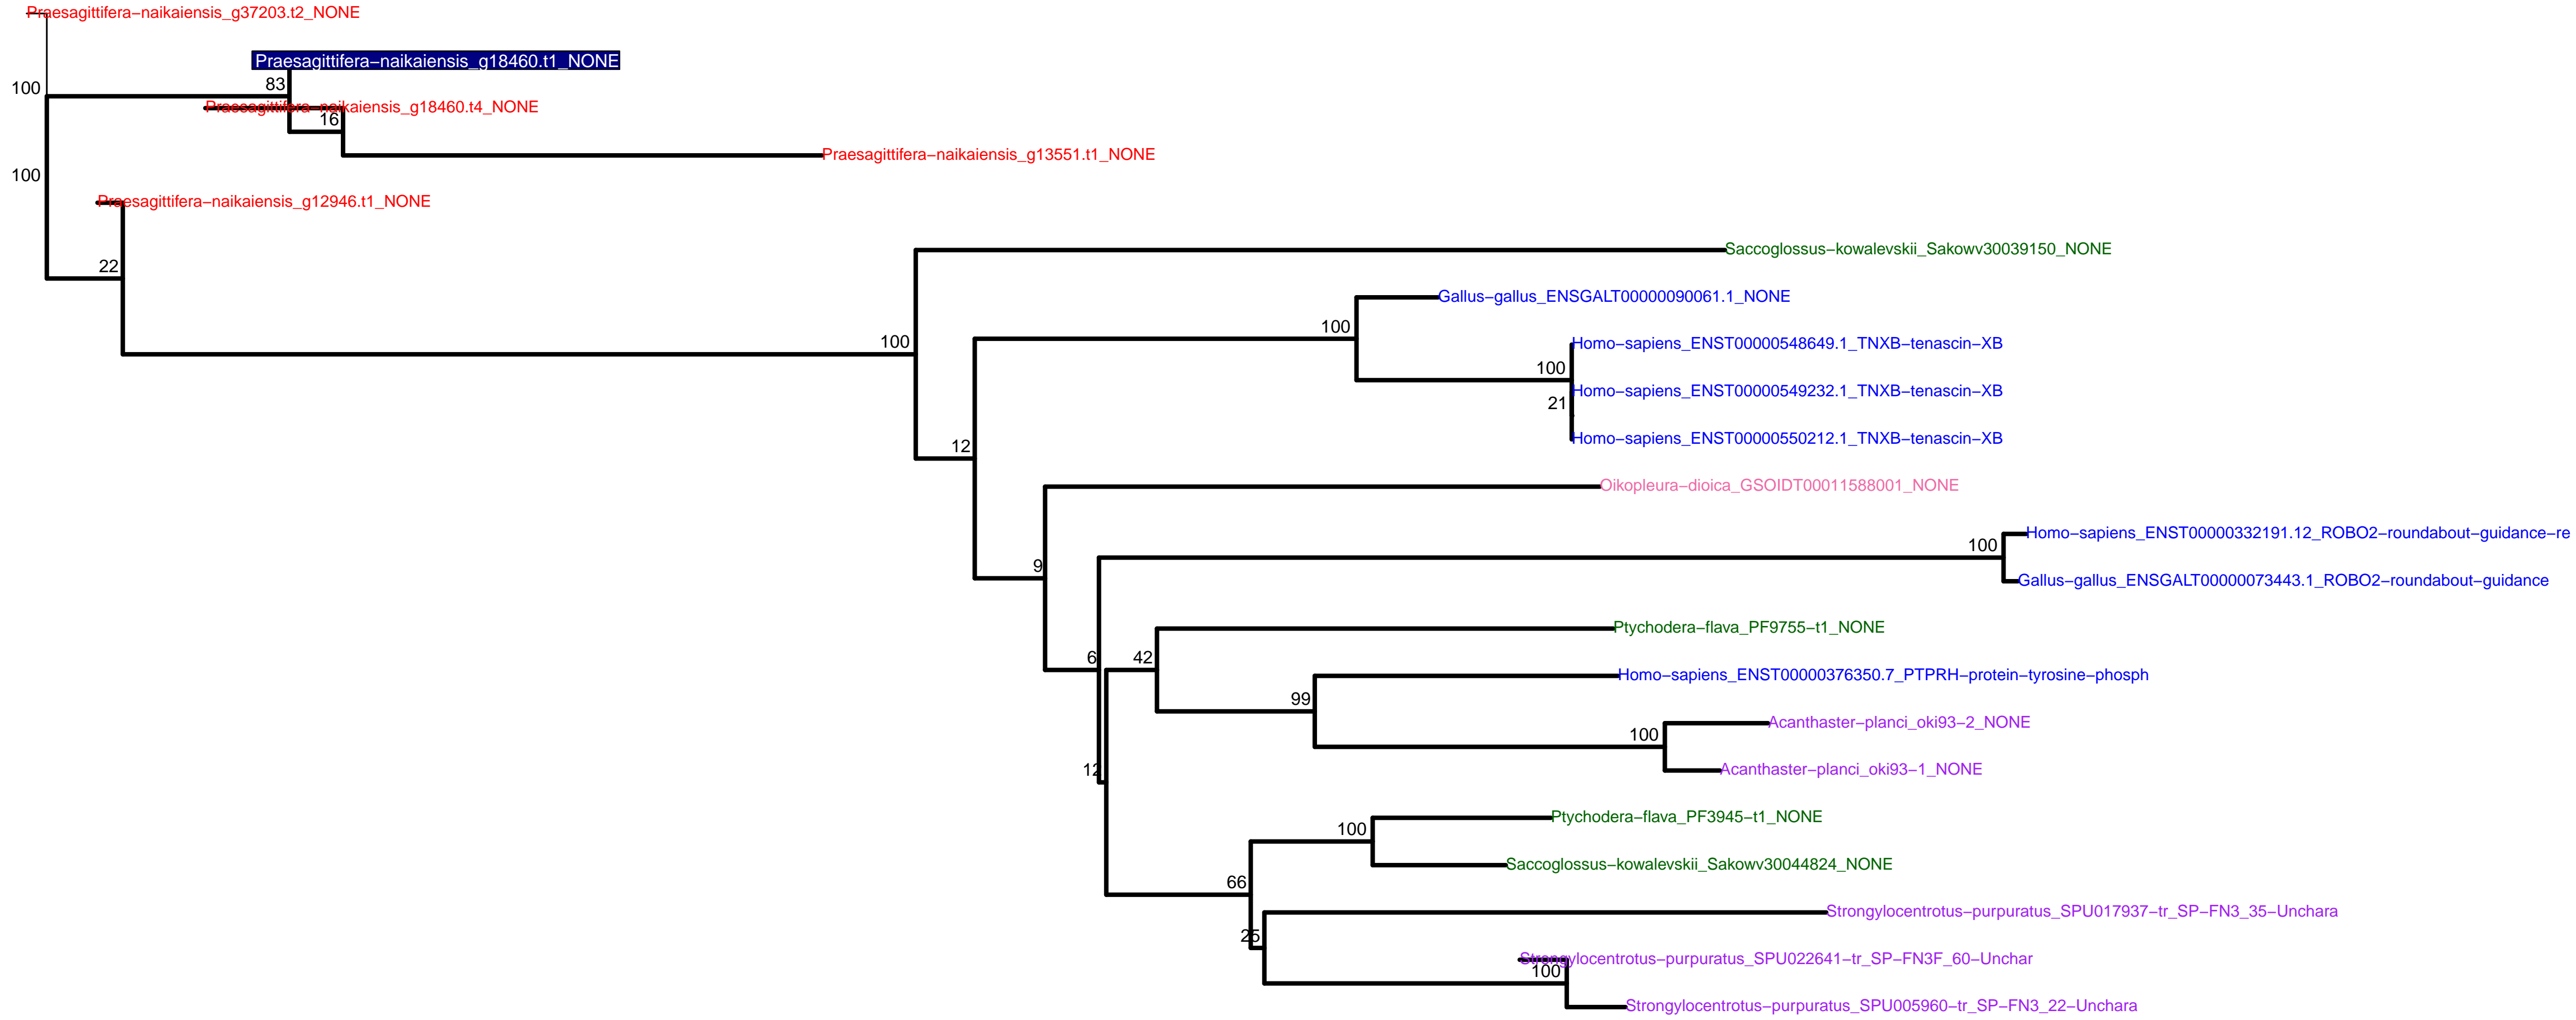 Praesagittifera-naikaiensis_g37203.t2_NONE
Praesagittifera-naikaiensis_g18460.t1_NONE
83
100
Praesagittifera-naikaiensis_g18460.t4_NONE
16
Praesagittifera-naikaiensis_g13551.t1_NONE
100
Praesagittifera-naikaiensis_g12946.t1_NONE
Saccoglossus-kowalevskii_Sakowv30039150_NONE
22
Gallus-gallus_ENSGALT00000090061.1_NONE
100
100
Homo-sapiens_ENST00000548649.1_TNXB-tenascin-XB
100
Homo-sapiens_ENST00000549232.1_TNXB-tenascin-XB
21
Homo-sapiens_ENST00000550212.1_TNXB-tenascin-XB
12
Oikopleura-dioica_GSOIDT00011588001_NONE
Homo-sapiens_ENST00000332191.12_ROBO2-roundabout-guidance-re
100
9
Gallus-gallus_ENSGALT00000073443.1_ROBO2-roundabout-guidance
Ptychodera-flava_PF9755-t1_NONE
6
42
Homo-sapiens_ENST00000376350.7_PTPRH-protein-tyrosine-phosph
99
Acanthaster-planci_oki93-2_NONE
100
12
Acanthaster-planci_oki93-1_NONE
Ptychodera-flava_PF3945-t1_NONE
100
Saccoglossus-kowalevskii_Sakowv30044824_NONE
66
Strongylocentrotus-purpuratus_SPU017937-tr_SP-FN3_35-Unchara
25
Strongylocentrotus-purpuratus_SPU022641-tr_SP-FN3F_60-Unchar
100
Strongylocentrotus-purpuratus_SPU005960-tr_SP-FN3_22-Unchara